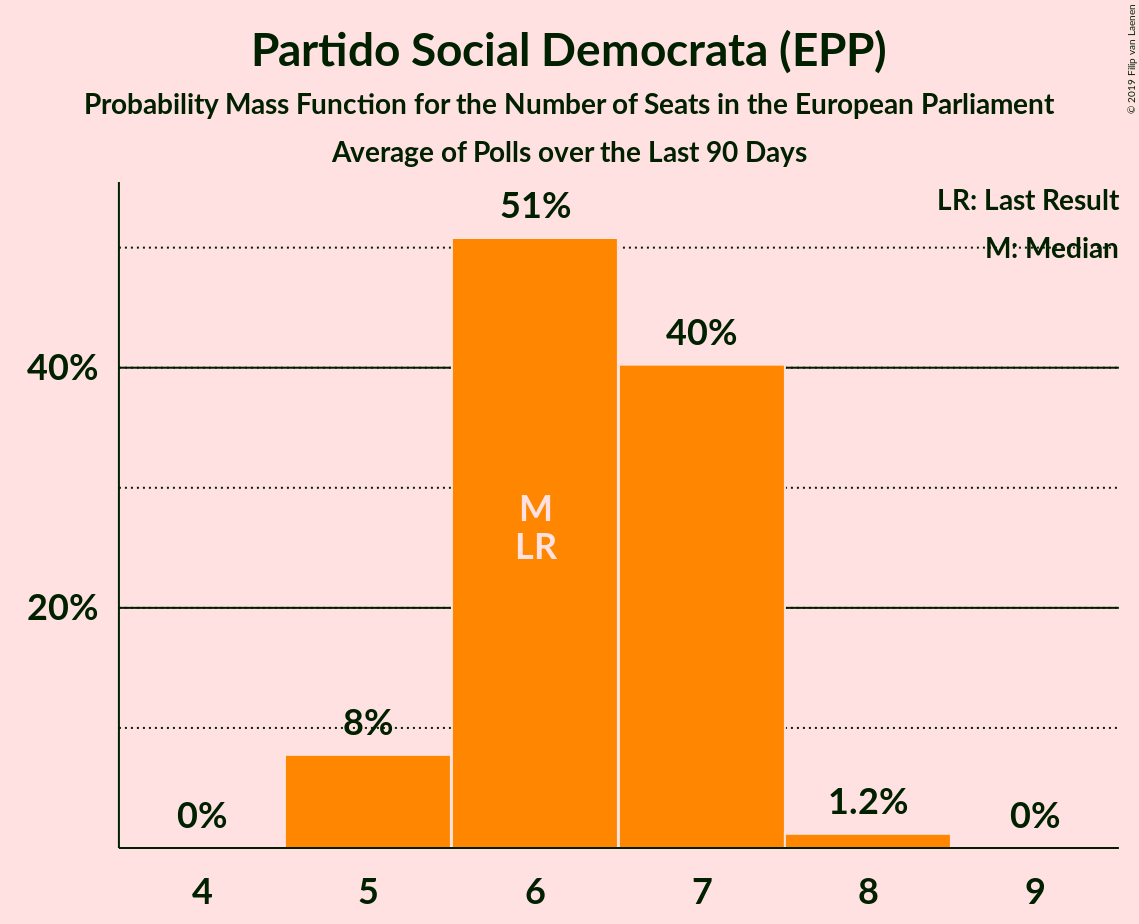 Partido Social Democrata (EPP)
Probability Mass Function for the Number of Seats in the European Parliament
Average of Polls over the Last 90 Days
© 2019 Filip van Laenen
LR: Last Result
M: Median
51%
40%
40%
M
LR
20%
8%
1.2%
0%
0%
4 5 6 7 8 9